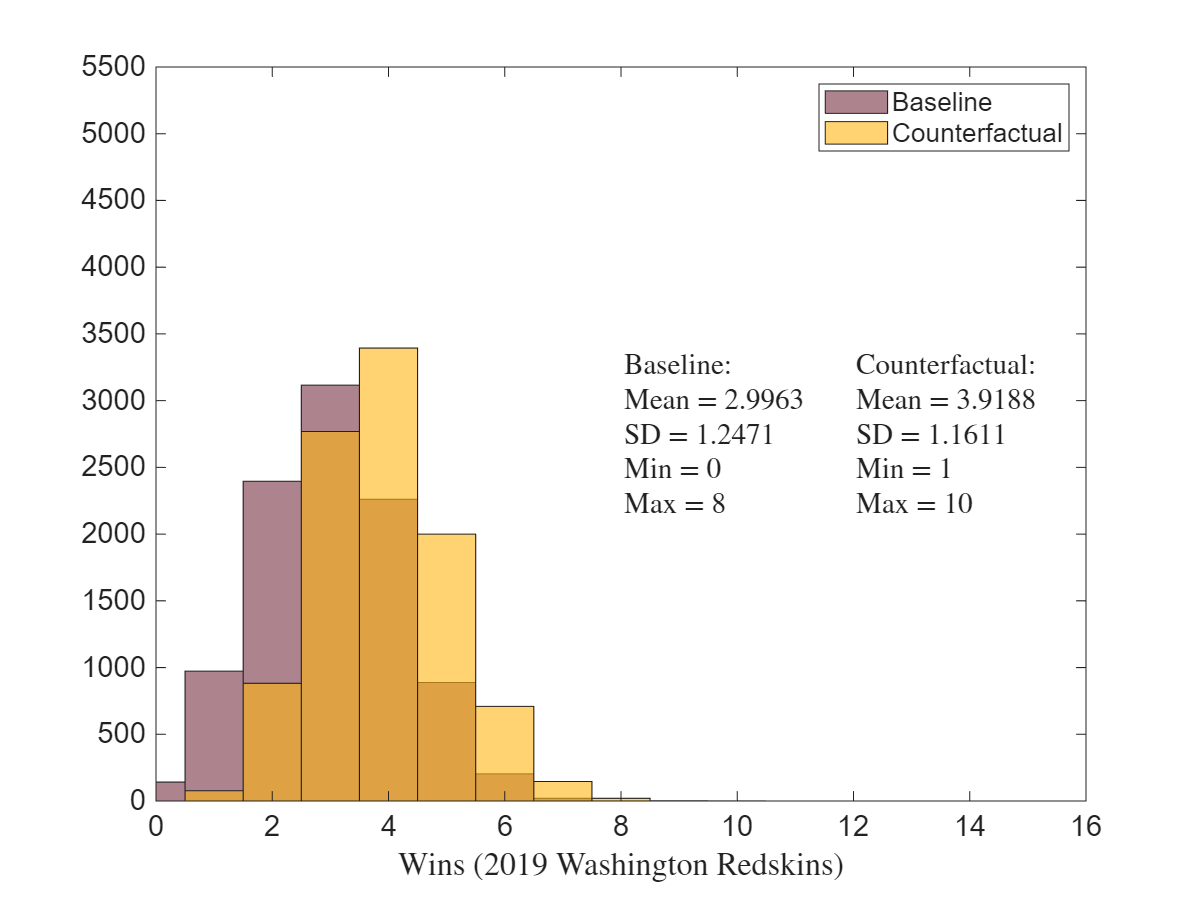 5500
5000
4500
4000
3500
3000
2500
2000
1500
1000
500
0
Baseline
Counterfactual
Baseline:
Mean = 2.9963
SD = 1.2471
Min = 0
Max = 8
Counterfactual:
Mean = 3.9188
SD = 1.1611
Min = 1
Max = 10
0 2 4 6 8 10 12 14 16
Wins (2019 Washington Redskins)